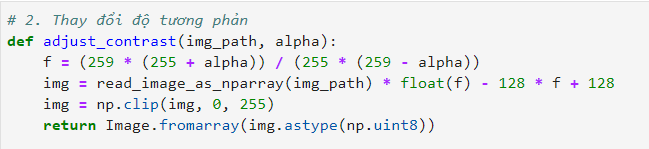 # 2. Thay đổi độ tương phản
def adjust_contrast(img_path, alpha):
    f = (259 * (255 + alpha)) / (255 * (259 - alpha))
    img = read_image_as_nparray(img_path) * float(f) - 128 * f + 128
    img = np.clip(img, 0, 255)
    return Image.fromarray(img.astype(np.uint8))